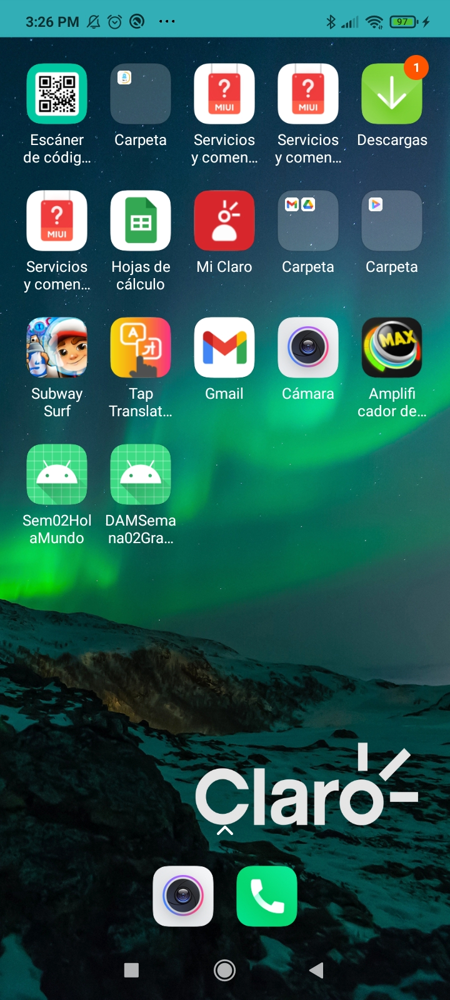 3:26 PM
97
1
MIUI
MIUI
Escáner
de códig...
Carpeta
Servicios
y comen...
Servicios
y comen...
Descargas
MIUI
Servicios
y comen...
Hojas de
cálculo
Mi Claro
Carpeta
Carpeta
A
MAX
Subway
Surf
Tap
Translat...
Gmail
Cámara
Amplifi
cador de...
Sem02Hol
aMundo
DAMSema
na02Gra...
Claro